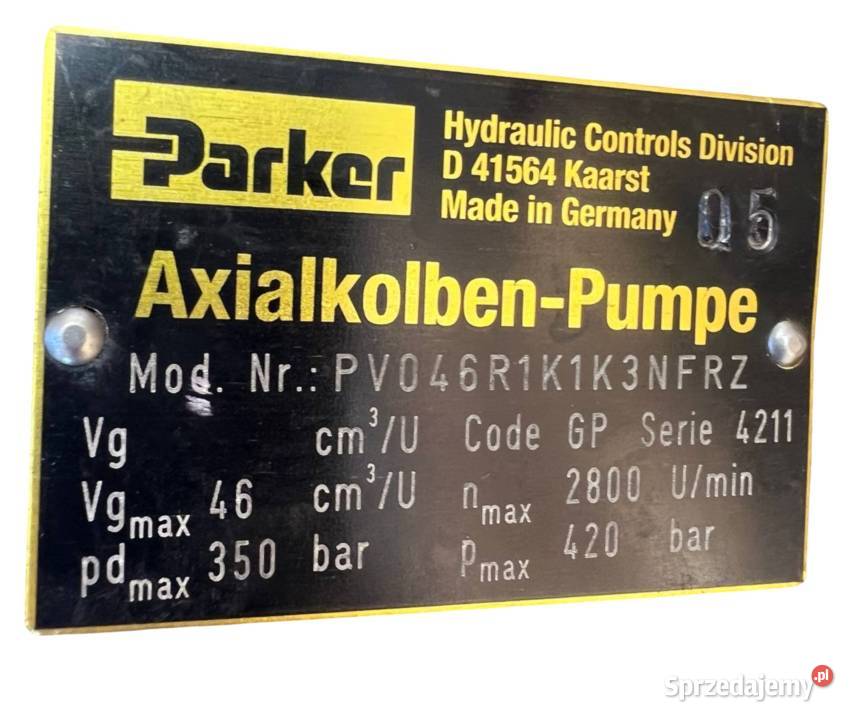 Parker
Hydraulic Controls Division
D 41564 Kaarst
Made in Germany 05
Axialkolben-Pumpe
Mod. Nr.: PV046R1K1K3NFRZ
Vg cm³/U Code GP Serie 4211
Vgmax 46 cm³/U nmax 2800 U/min
pdmax 350 bar pmax 420 bar
Sprzedajemy.pl